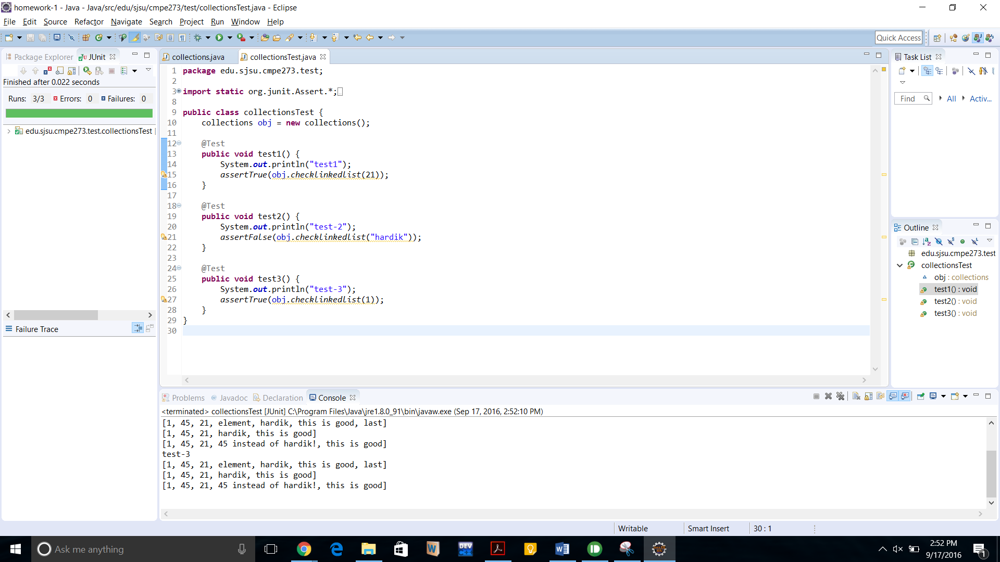 homework-1 - Java - Java/src/edu/sjsu/cmpe273/test/collectionsTest.java - Eclipse
File Edit Source Refactor Navigate Search Project Run Window Help
Quick Access
Package Explorer JUnit
Finished after 0.022 seconds
Runs: 3/3 Errors: 0 Failures: 0
edu.sjsu.cmpe273.test.collectionsTest
Failure Trace
collections.java collectionsTest.java
1 package edu.sjsu.cmpe273.test;
2
3 import static org.junit.Assert.*;
8
9 public class collectionsTest {
10 collections obj = new collections();
11
12 @Test
13 public void test1() {
14 System.out.println("test1");
15 assertTrue(obj.checklinkedlist(21));
16 }
17
18 @Test
19 public void test2() {
20 System.out.println("test-2");
21 assertFalse(obj.checklinkedlist("hardik"));
22 }
23
24 @Test
25 public void test3() {
26 System.out.println("test-3");
27 assertTrue(obj.checklinkedlist(1));
28 }
29 }
30
Task List
Find All Activ...
Outline
edu.sjsu.cmpe273.test
collectionsTest
obj : collections
test1() : void
test2() : void
test3() : void
Problems Javadoc Declaration Console
<terminated> collectionsTest [JUnit] C:\Program Files\Java\jre1.8.0_91\bin\javaw.exe (Sep 17, 2016, 2:52:10 PM)
[1, 45, 21, element, hardik, this is good, last]
[1, 45, 21, hardik, this is good]
[1, 45, 21, 45 instead of hardik!, this is good]
test-3
[1, 45, 21, element, hardik, this is good, last]
[1, 45, 21, hardik, this is good]
[1, 45, 21, 45 instead of hardik!, this is good]
Writable Smart Insert 30 : 1
Ask me anything
DEV
2:52 PM
9/17/2016
1